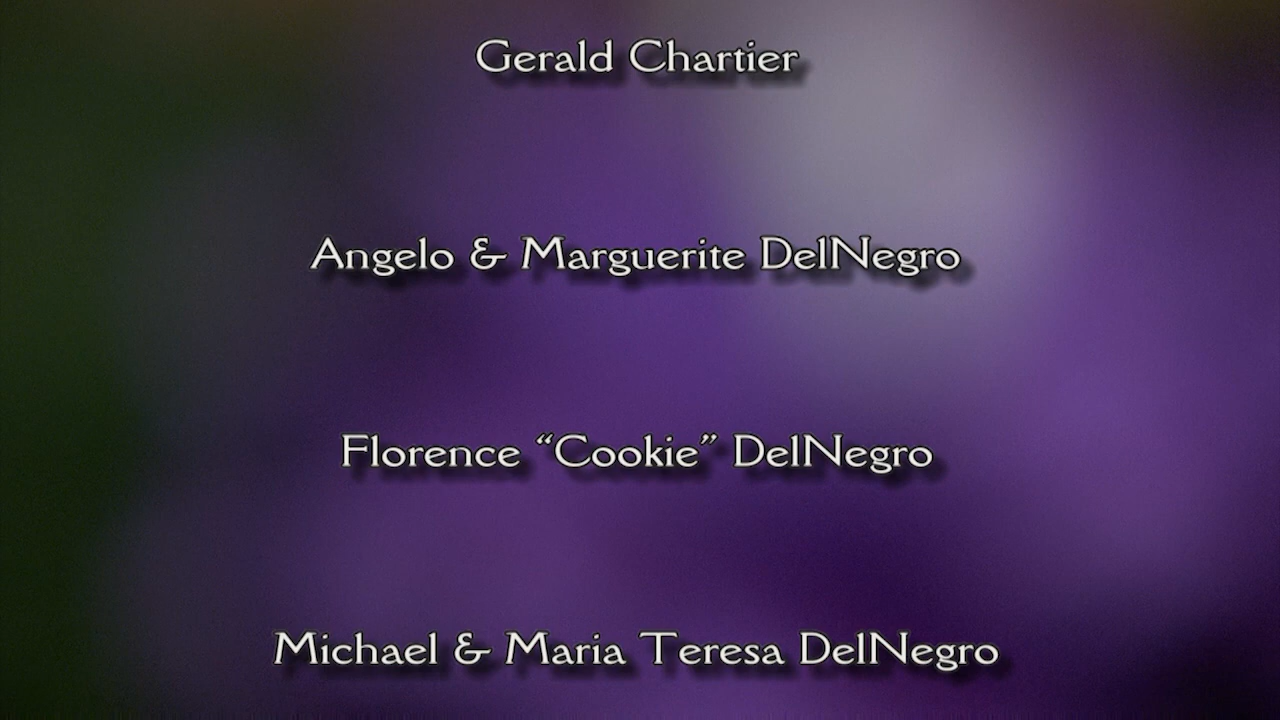 Gerald Chartier
Angelo & Marguerite DelNegro
Florence “Cookie” DelNegro
Michael & Maria Teresa DelNegro